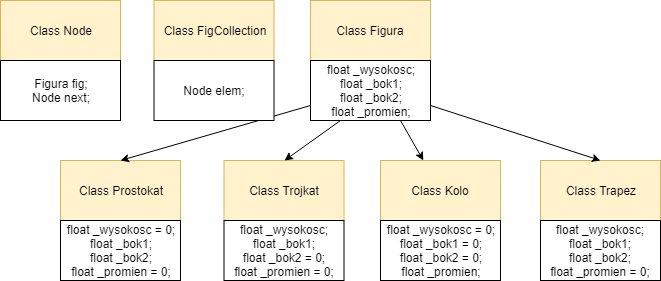 Class Node
Class FigCollection
Class Figura
Figura fig;
Node next;
Node elem;
float _wysokosc;
float _bok1;
float _bok2;
float _promien;
Class Prostokat
Class Trojkat
Class Kolo
Class Trapez
float _wysokosc = 0;
float _bok1;
float _bok2;
float _promien = 0;
float _wysokosc;
float _bok1;
float _bok2 = 0;
float _promien = 0;
float _wysokosc = 0;
float _bok1 = 0;
float _bok2 = 0;
float _promien;
float _wysokosc;
float _bok1;
float _bok2;
float _promien = 0;